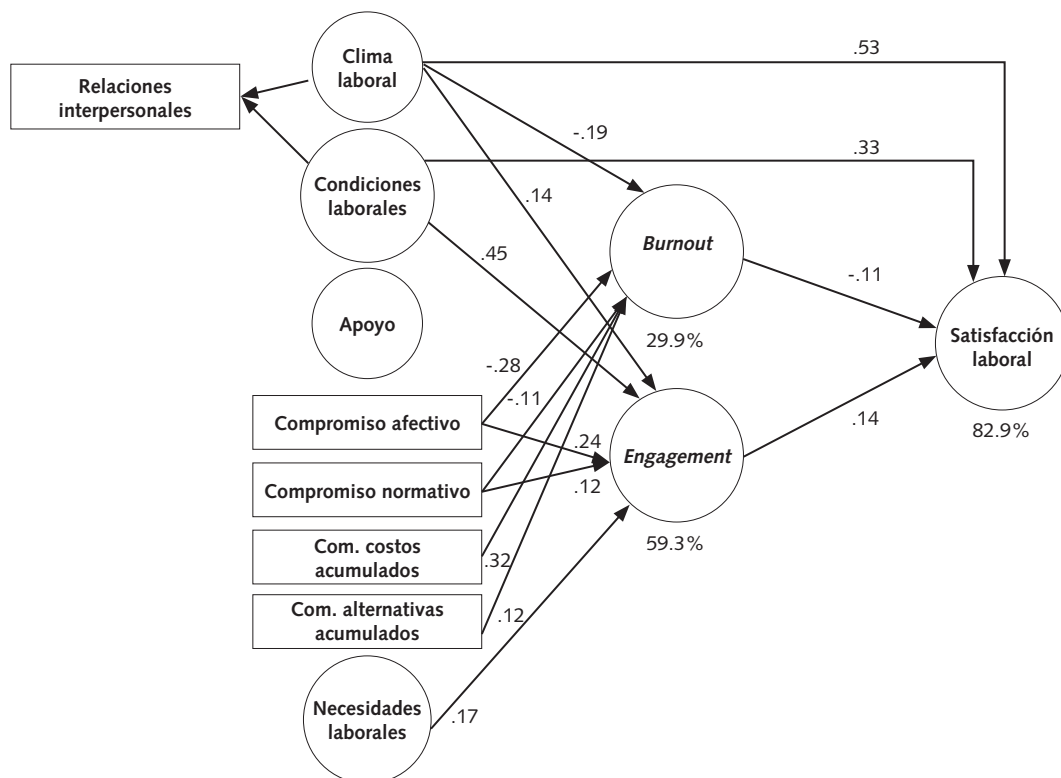 Clima
laboral
.53
Relaciones
interpersonales
-.19
.33
Condiciones
laborales
.14
Burnout
.45
-.11
Apoyo
29.9%
Satisfacción
laboral
-.28
-.11
Compromiso afectivo
.24
.14
82.9%
Engagement
Compromiso normativo
.12
59.3%
Com. costos
acumulados
.32
Com. alternativas
acumulados
.12
Necesidades
laborales
.17